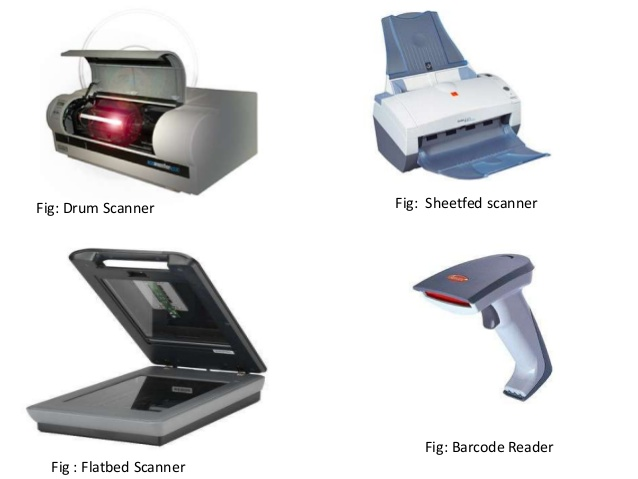 Fig: Drum Scanner
Fig:  Sheetfed scanner
Fig : Flatbed Scanner
Fig: Barcode Reader